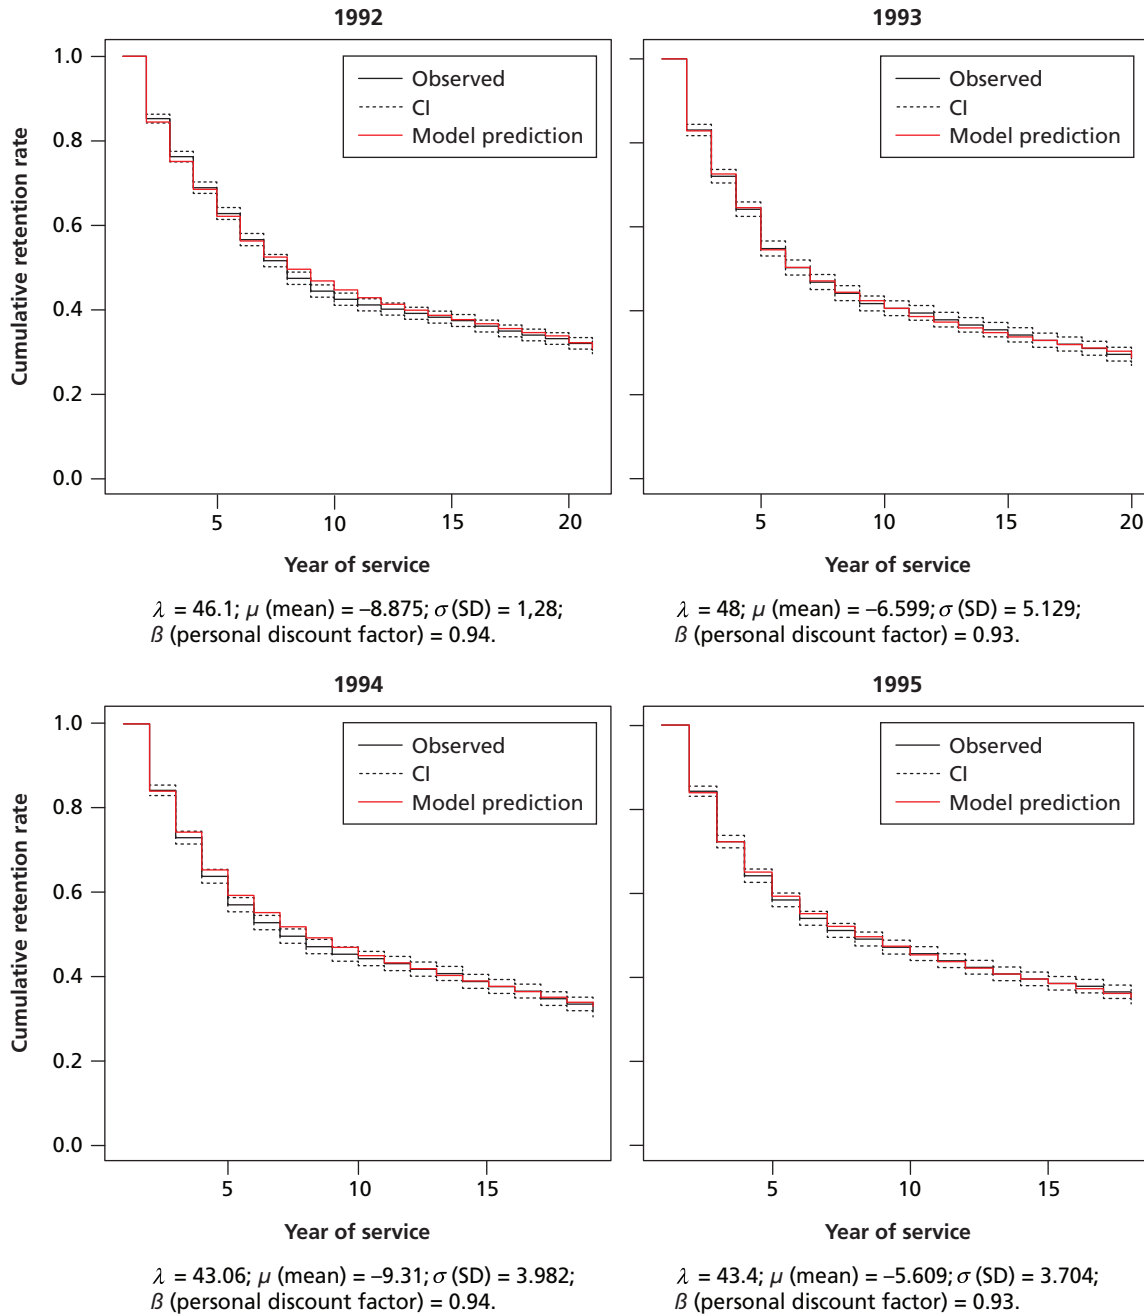 1992
1993
Cumulative retention rate
1.0
0.8
0.6
0.4
0.2
0.0
Observed
CI
Model prediction
Observed
CI
Model prediction
5
10
15
20
5
10
15
20
Year of service
Year of service
λ = 46.1; μ (mean) = –8.875; σ (SD) = 1,28;
β (personal discount factor) = 0.94.
λ = 48; μ (mean) = –6.599; σ (SD) = 5.129;
β (personal discount factor) = 0.93.
1994
1995
Cumulative retention rate
1.0
0.8
0.6
0.4
0.2
0.0
Observed
CI
Model prediction
Observed
CI
Model prediction
5
10
15
5
10
15
Year of service
Year of service
λ = 43.06; μ (mean) = –9.31; σ (SD) = 3.982;
β (personal discount factor) = 0.94.
λ = 43.4; μ (mean) = –5.609; σ (SD) = 3.704;
β (personal discount factor) = 0.93.